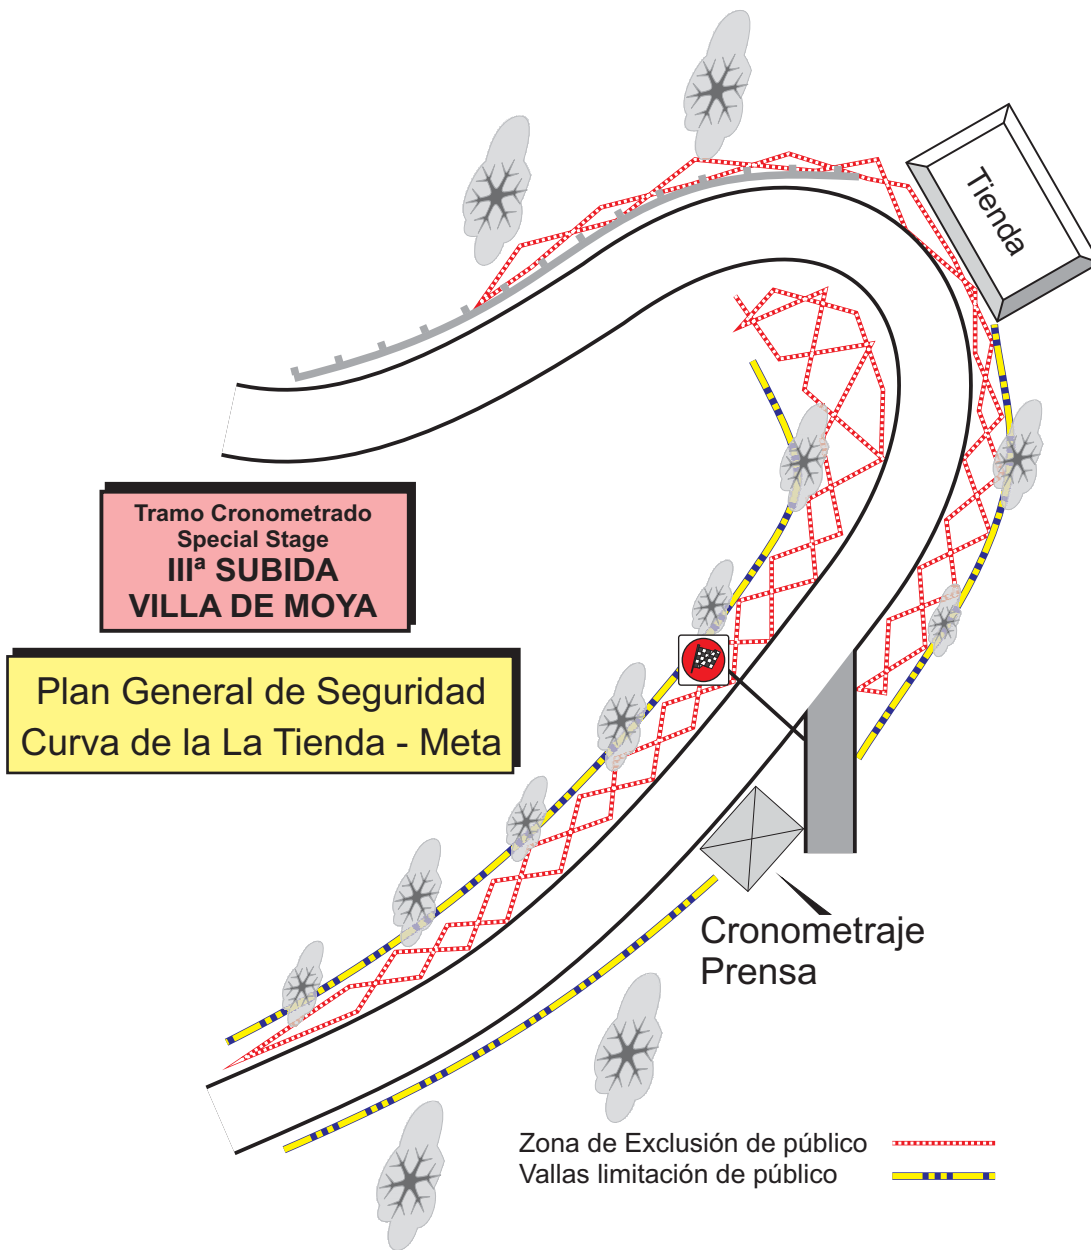 Tienda
Tramo Cronometrado
Special Stage
IIIª SUBIDA
VILLA DE MOYA
Plan General de Seguridad
Curva de la La Tienda - Meta
Cronometraje
Prensa
Zona de Exclusión de público
Vallas limitación de público